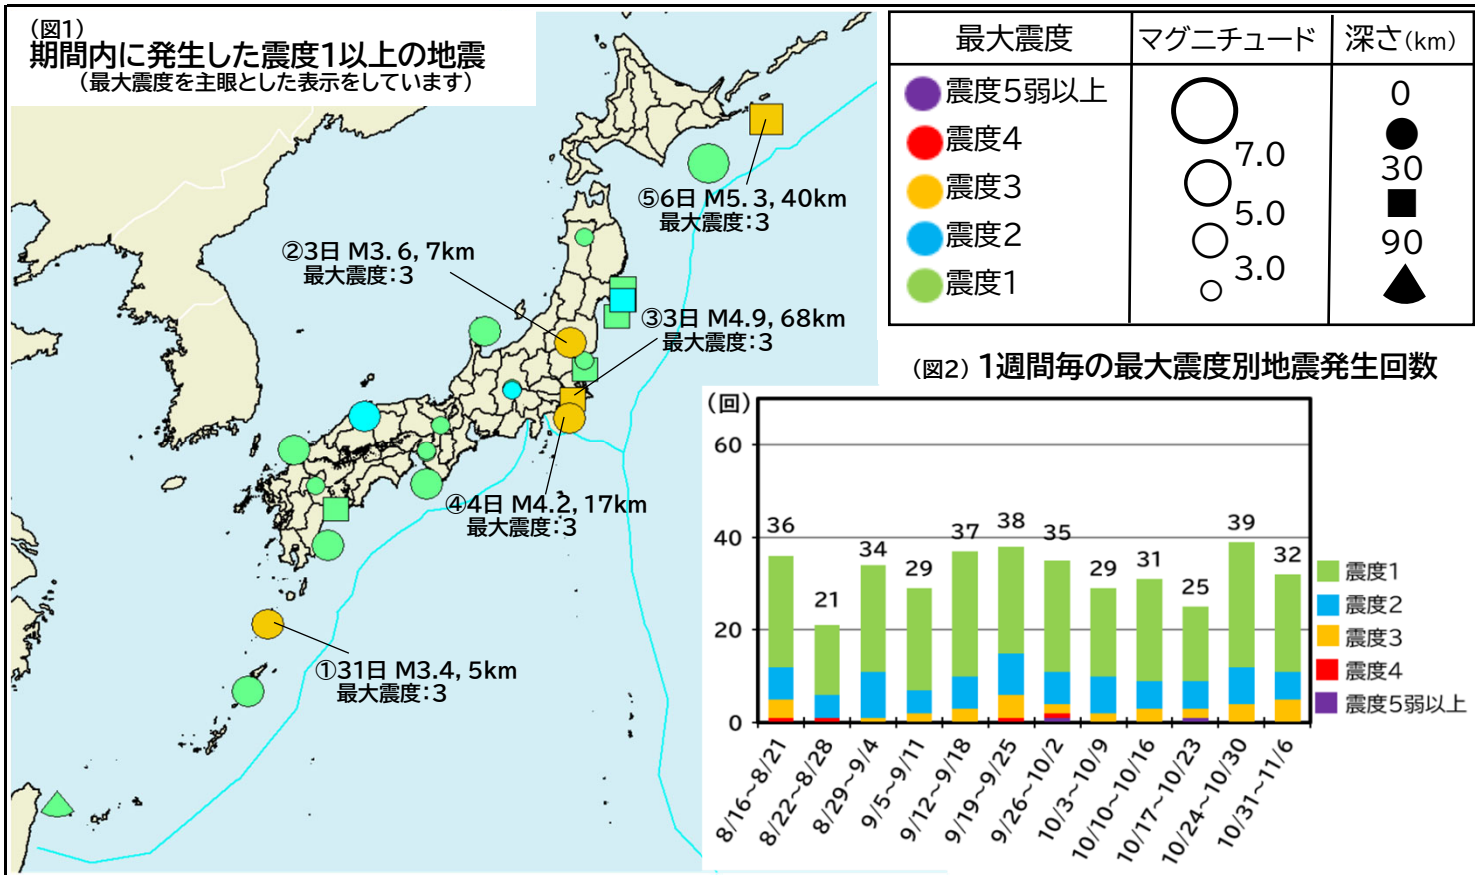 (図1)
期間内に発生した震度1以上の地震
(最大震度を主眼とした表示をしています)
⑤6日 M5.3, 40km
最大震度:3
②3日 M3.6, 7km
最大震度:3
③3日 M4.9, 68km
最大震度:3
④4日 M4.2, 17km
最大震度:3
①31日 M3.4, 5km
最大震度:3
最大震度 マグニチュード 深さ(km)
震度5弱以上
震度4
震度3
震度2
震度1
7.0
5.0
3.0
0
30
90
(図2) 1週間毎の最大震度別地震発生回数
(回)
60
40
20
0
36 21 34 29 37 38 35 29 31 25 39 32
8/16~8/21
8/22~8/28
8/29~9/4
9/5~9/11
9/12~9/18
9/19~9/25
9/26~10/2
10/3~10/9
10/10~10/16
10/17~10/23
10/24~10/30
10/31~11/6
震度1
震度2
震度3
震度4
震度5弱以上